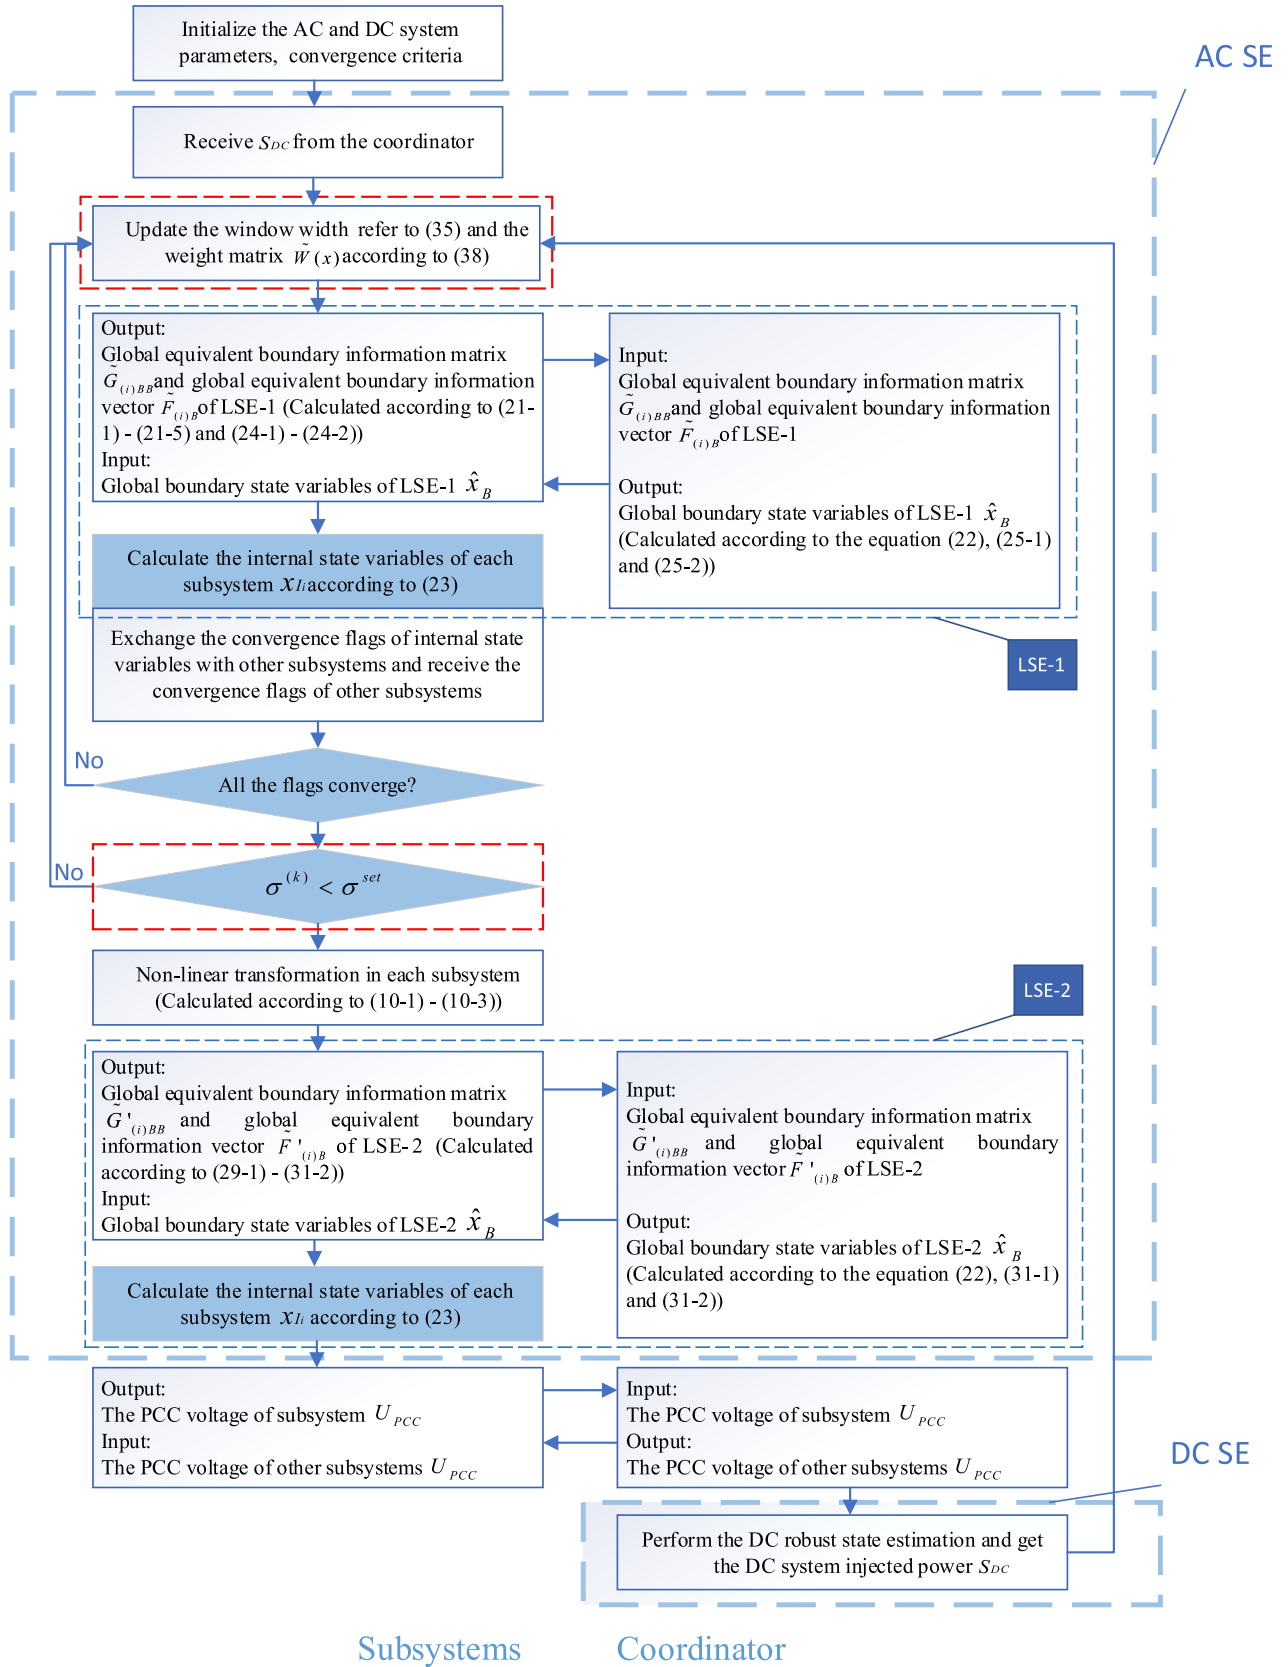 Initialize the AC and DC system
parameters, convergence criteria
AC SE
Receive S_DC from the coordinator
Update the window width refer to (35) and the
weight matrix W̃(x) according to (38)
Output:
Global equivalent boundary information matrix
G̃_(i)BB and global equivalent boundary information
vector F̃_(i)B of LSE-1 (Calculated according to (21-
1) - (21-5) and (24-1) - (24-2))
Input:
Global boundary state variables of LSE-1 x̂_B
Input:
Global equivalent boundary information matrix
G̃_(i)BB and global equivalent boundary information
vector F̃_(i)B of LSE-1
Output:
Global boundary state variables of LSE-1 x̂_B
(Calculated according to the equation (22), (25-1)
and (25-2))
Calculate the internal state variables of each
subsystem x_Ii according to (23)
Exchange the convergence flags of internal state
variables with other subsystems and receive the
convergence flags of other subsystems
LSE-1
No
All the flags converge?
No
σ^(k) < σ^set
Non-linear transformation in each subsystem
(Calculated according to (10-1) - (10-3))
LSE-2
Output:
Global equivalent boundary information matrix
G̃'_(i)BB and global equivalent boundary
information vector F̃'_(i)B of LSE-2 (Calculated
according to (29-1) - (31-2))
Input:
Global boundary state variables of LSE-2 x̂_B
Input:
Global equivalent boundary information matrix
G̃'_(i)BB and global equivalent boundary
information vector F̃'_(i)B of LSE-2
Output:
Global boundary state variables of LSE-2 x̂_B
(Calculated according to the equation (22), (31-1)
and (31-2))
Calculate the internal state variables of each
subsystem x_Ii according to (23)
Output:
The PCC voltage of subsystem U_PCC
Input:
The PCC voltage of other subsystems U_PCC
Input:
The PCC voltage of subsystem U_PCC
Output:
The PCC voltage of other subsystems U_PCC
DC SE
Perform the DC robust state estimation and get
the DC system injected power S_DC
Subsystems
Coordinator